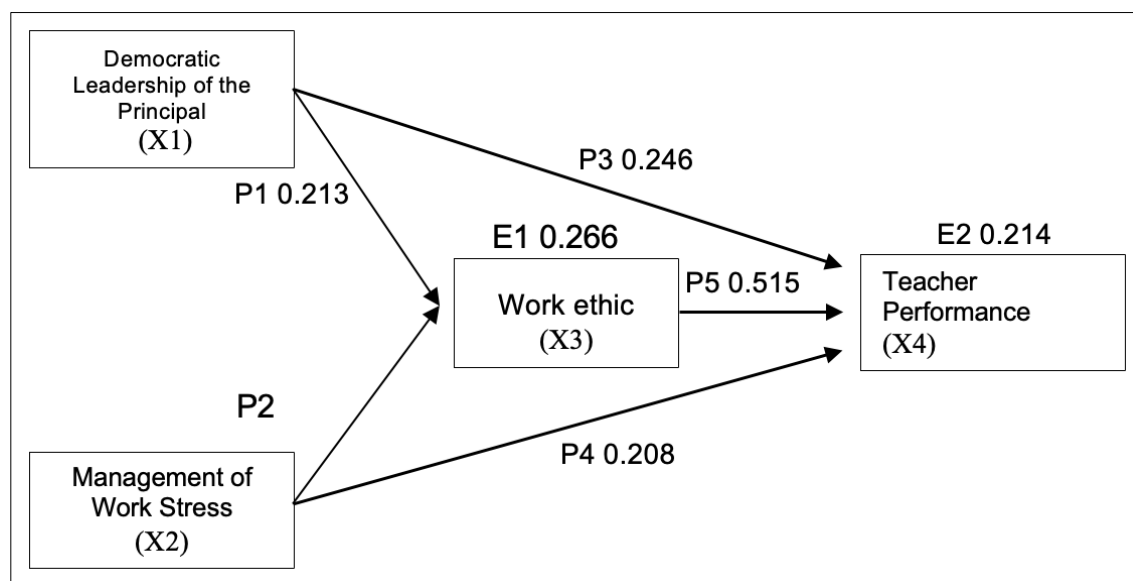 Democratic
Leadership of the
Principal
(X1)
P3 0.246
P1 0.213
E1 0.266
E2 0.214
Work ethic
(X3)
P5 0.515
Teacher
Performance
(X4)
P2
P4 0.208
Management of
Work Stress
(X2)